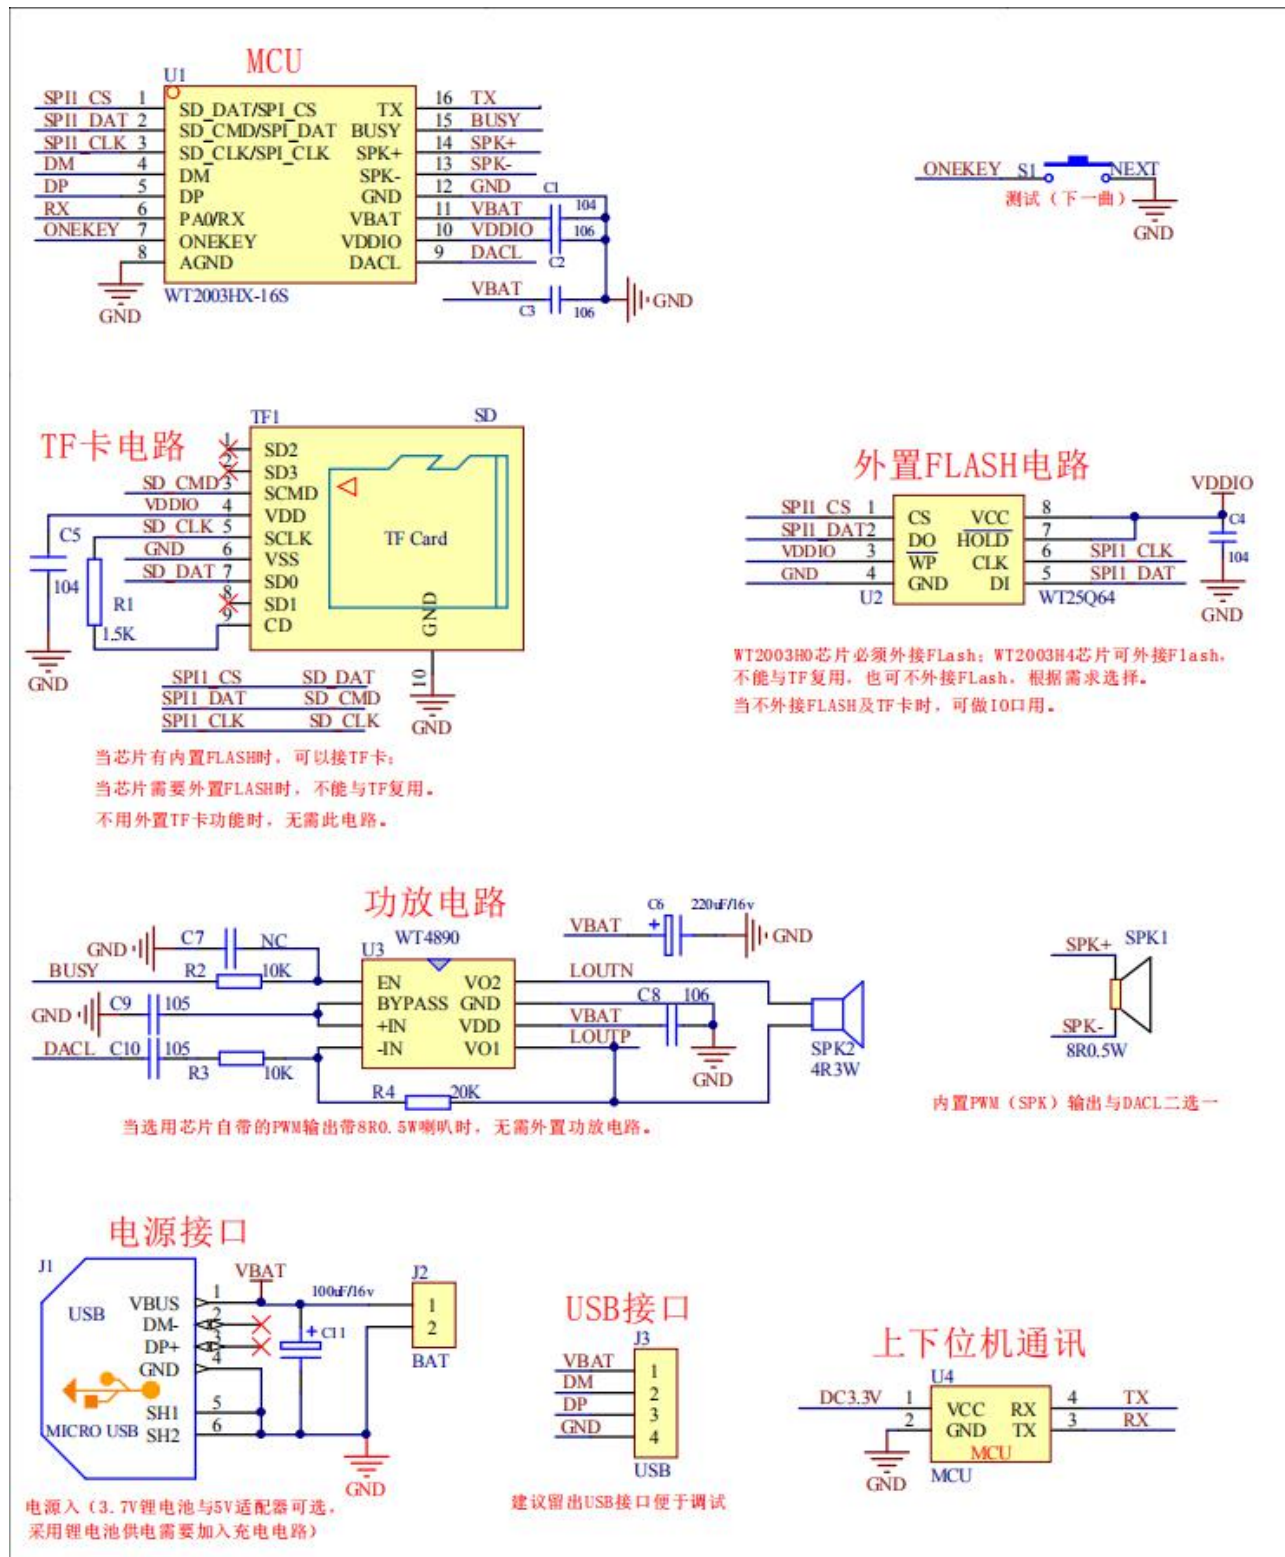 MCU
U1
SPI1_CS 1 SD_DAT/SPI_CS TX 16 TX
SPI1_DAT 2 SD_CMD/SPI_DAT BUSY 15 BUSY
SPI1_CLK 3 SD_CLK/SPI_CLK SPK+ 14 SPK+
DM 4 DM SPK- 13 SPK-
DP 5 DP GND 12 GND C1
RX 6 PA0/RX VBAT 11 VBAT 104
ONEKEY 7 ONEKEY VDDIO 10 VDDIO 106
8 AGND DACL 9 DACL C2
WT2003HX-16S
GND
VBAT C3 106 GND
ONEKEY S1 NEXT
测试（下一曲）
GND
TF卡电路
TF1 SD
1 SD2
2 SD3
SD_CMD 3 SCMD
VDDIO 4 VDD
C5 SD_CLK 5 SCLK
GND 6 VSS
104 SD_DAT 7 SD0
R1 8 SD1
1.5K 9 CD
TF Card
GND
10
GND
GND
SPI1_CS SD_DAT
SPI1_DAT SD_CMD
SPI1_CLK SD_CLK
当芯片有内置FLASH时，可以接TF卡；
当芯片需要外置FLASH时，不能与TF复用。
不用外置TF卡功能时，无需此电路。
外置FLASH电路
VDDIO
SPI1_CS 1 CS VCC 8 C4
SPI1_DAT 2 DO HOLD 7
VDDIO 3 WP CLK 6 SPI1_CLK 104
GND 4 GND DI 5 SPI1_DAT
U2 WT25Q64
GND
WT2003H0芯片必须外接FLash；WT2003H4芯片可外接Flash，
不能与TF复用，也可不外接FLash，根据需求选择。
当不外接FLASH及TF卡时，可做IO口用。
功放电路
WT4890
U3
GND C7 NC
BUSY R2 10K EN VO2 LOUTN
GND C9 105 BYPASS GND C8 106
+IN VDD VBAT
DACL C10 105 R3 10K -IN VO1 LOUTP
R4 20K
VBAT C6 220uF/16v GND
GND
SPK2
4R3W
当选用芯片自带的PWM输出带8R0.5W喇叭时，无需外置功放电路。
SPK+ SPK1
SPK-
8R0.5W
内置PWM（SPK）输出与DACL二选一
电源接口
J1
USB
VBUS 1 VBAT
DM- 2
DP+ 3
GND 4
SH1 5
SH2 6
MICRO USB
100uF/16v
C11
J2
1
2
BAT
GND
电源入（3.7V锂电池与5V适配器可选，
采用锂电池供电需要加入充电电路）
USB接口
J3
VBAT 1
DM 2
DP 3
GND 4
USB
建议留出USB接口便于调试
上下位机通讯
U4
DC3.3V 1 VCC RX 4 TX
2 GND TX 3 RX
MCU
GND MCU